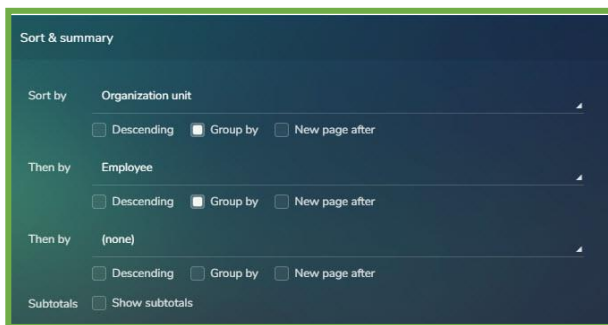 Sort & summary
Sort by Organization unit
Descending Group by New page after
Then by Employee
Descending Group by New page after
Then by (none)
Descending Group by New page after
Subtotals Show subtotals